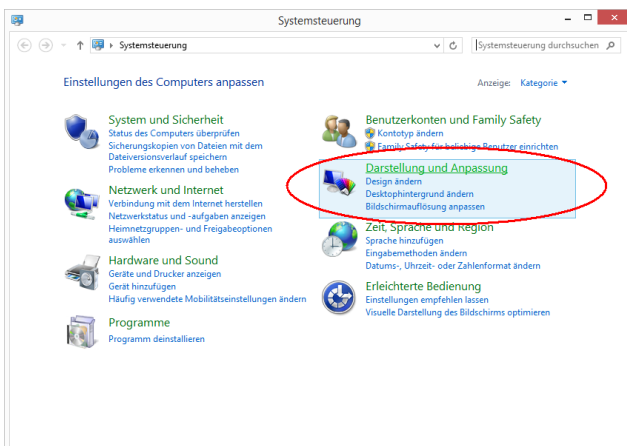 Systemsteuerung
Systemsteuerung
Systemsteuerung durchsuchen
Einstellungen des Computers anpassen
Anzeige: Kategorie
System und Sicherheit
Status des Computers überprüfen
Sicherungskopien von Dateien mit dem
Dateiversionsverlauf speichern
Probleme erkennen und beheben
Netzwerk und Internet
Verbindung mit dem Internet herstellen
Netzwerkstatus und -aufgaben anzeigen
Heimnetzgruppen- und Freigabeoptionen
auswählen
Hardware und Sound
Geräte und Drucker anzeigen
Gerät hinzufügen
Häufig verwendete Mobilitätseinstellungen ändern
Programme
Programm deinstallieren
Benutzerkonten und Family Safety
Kontotyp ändern
Family Safety für beliebige Benutzer einrichten
Darstellung und Anpassung
Design ändern
Desktophintergrund ändern
Bildschirmauflösung anpassen
Zeit, Sprache und Region
Sprache hinzufügen
Eingabemethoden ändern
Datums-, Uhrzeit- oder Zahlenformat ändern
Erleichterte Bedienung
Einstellungen empfehlen lassen
Visuelle Darstellung des Bildschirms optimieren